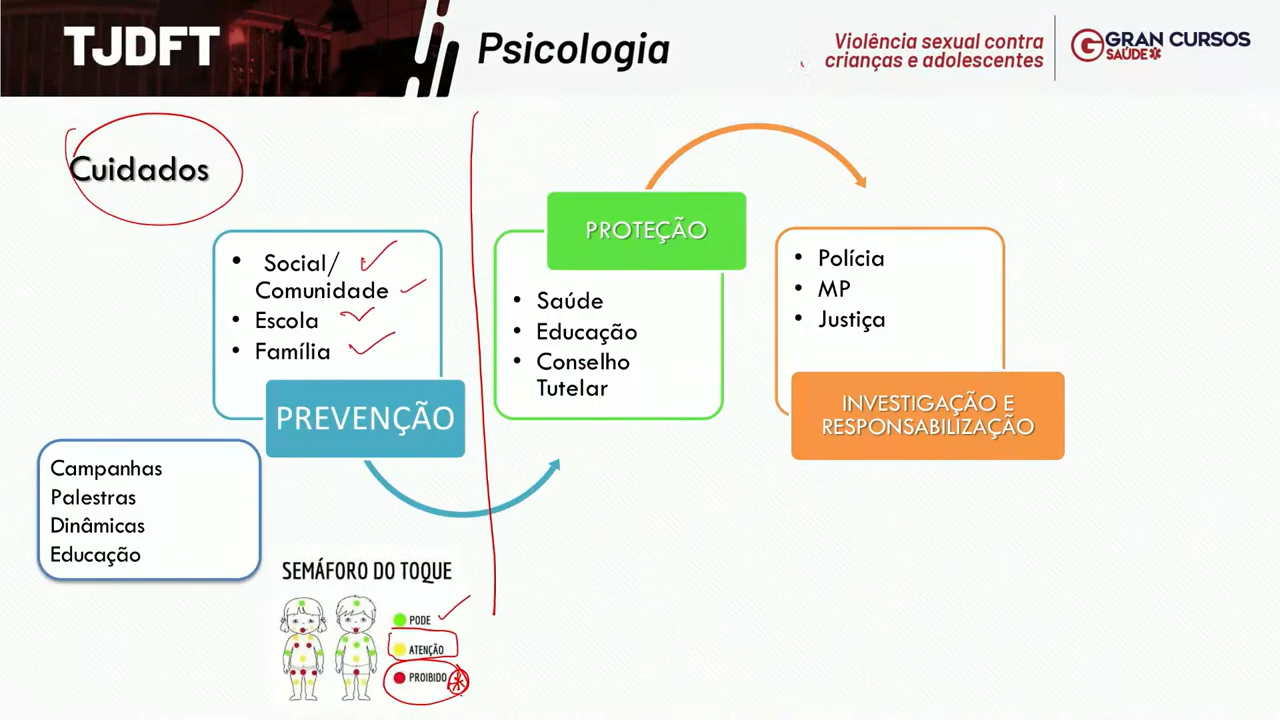 TJDFT
Psicologia
Violência sexual contra
crianças e adolescentes
GRAN CURSOS
SAÚDE
Cuidados
• Social/
Comunidade
• Escola
• Família
PREVENÇÃO
Campanhas
Palestras
Dinâmicas
Educação
PROTEÇÃO
• Saúde
• Educação
• Conselho
Tutelar
• Polícia
• MP
• Justiça
INVESTIGAÇÃO E
RESPONSABILIZAÇÃO
SEMÁFORO DO TOQUE
PODE
ATENÇÃO
PROIBIDO